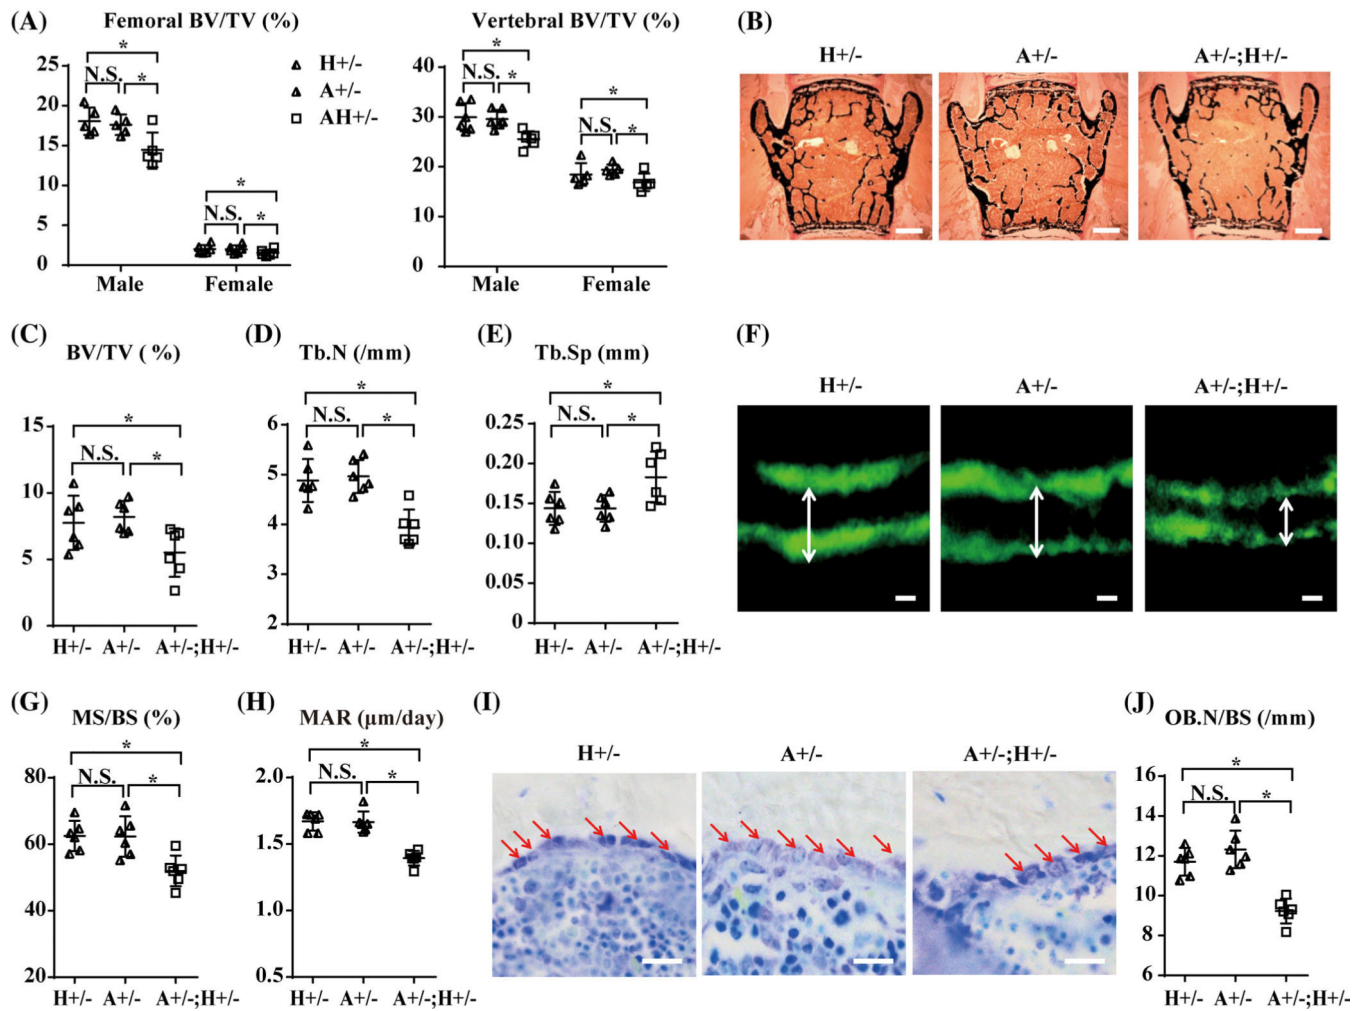 (A)
Femoral BV/TV (%)
*
N.S. *
25
20
15
10
5
0
*
N.S. *
Male Female
H+/-
A+/-
AH+/-
Vertebral BV/TV (%)
*
N.S. *
40
30
20
10
0
*
N.S. *
Male Female
(B)
H+/- A+/- A+/-;H+/-
(C)
BV/TV ( %)
*
N.S. *
15
10
5
0
H+/- A+/- A+/-;H+/-
(D)
Tb.N (/mm)
*
N.S. *
6
5
4
3
2
H+/- A+/- A+/-;H+/-
(E)
Tb.Sp (mm)
*
N.S. *
0.25
0.20
0.15
0.10
0.05
0
H+/- A+/- A+/-;H+/-
(F)
H+/- A+/- A+/-;H+/-
(G)
MS/BS (%)
*
N.S. *
80
60
40
20
H+/- A+/- A+/-;H+/-
(H)
MAR (μm/day)
*
N.S. *
2.0
1.5
1.0
0.5
H+/- A+/- A+/-;H+/-
(I)
H+/- A+/- A+/-;H+/-
(J)
OB.N/BS (/mm)
*
N.S. *
16
14
12
10
8
6
H+/- A+/- A+/-;H+/-